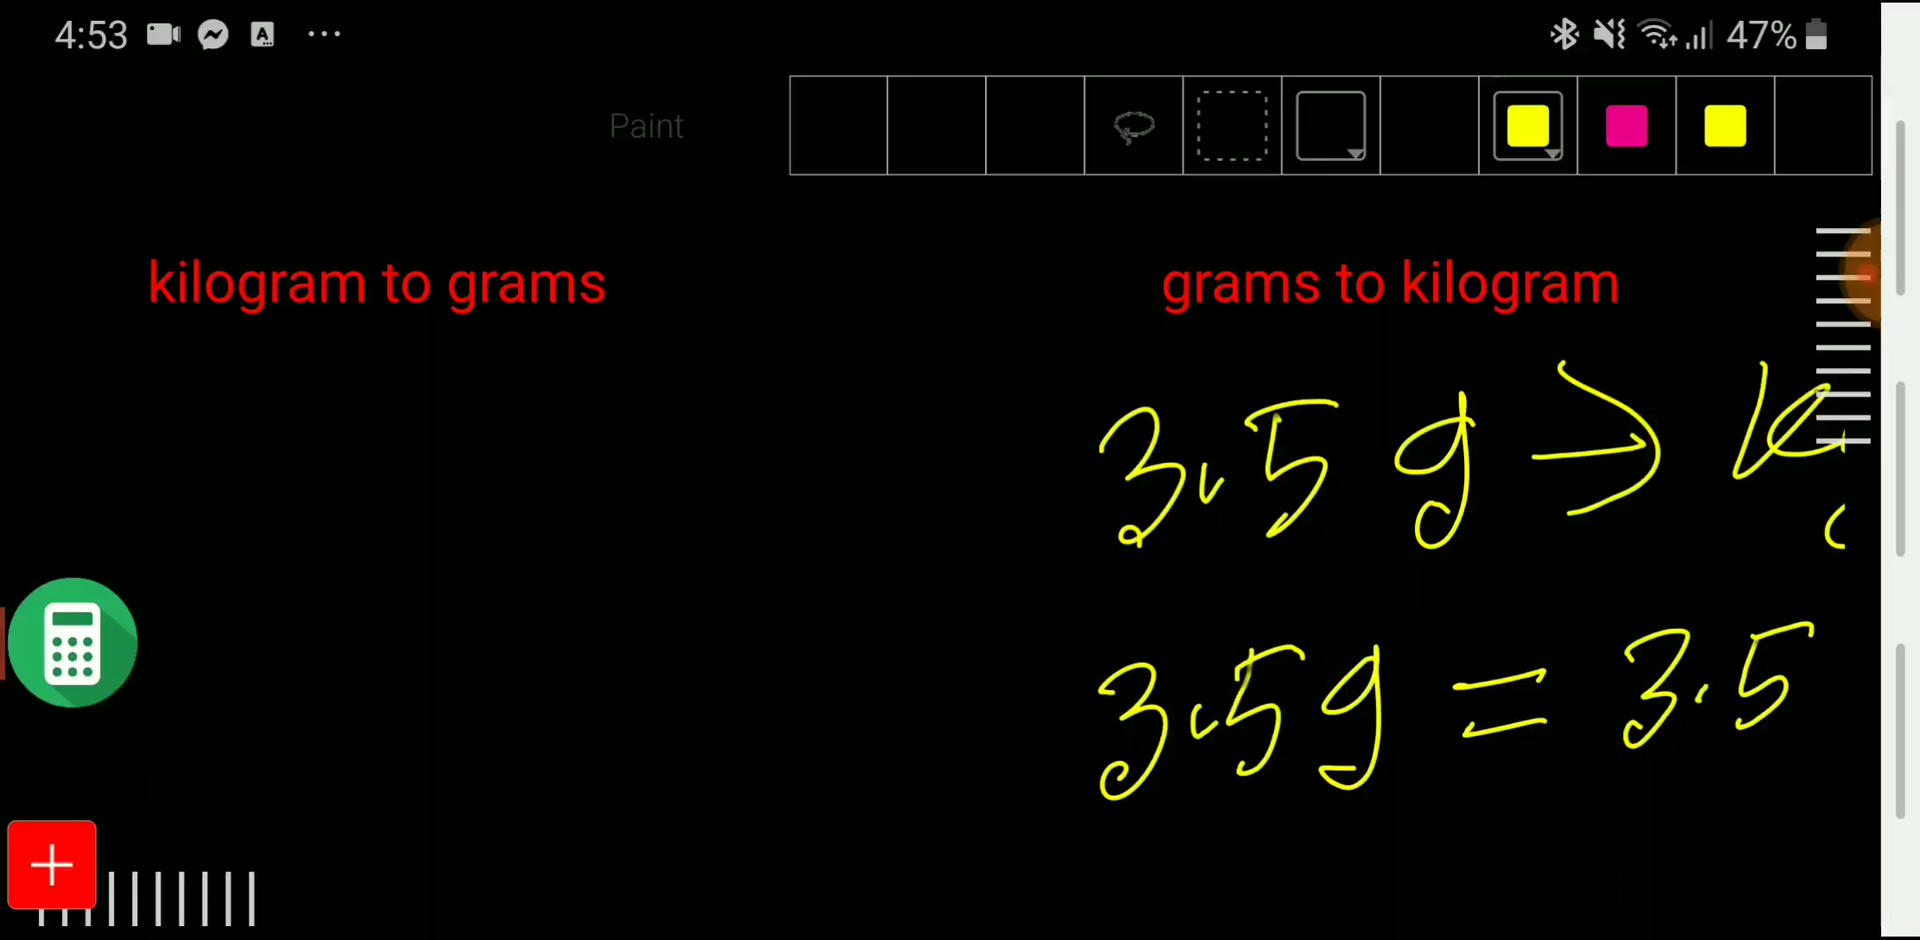 4:53 47%
Paint
kilogram to grams grams to kilogram
3.5 g → k
3.5g = 3.5